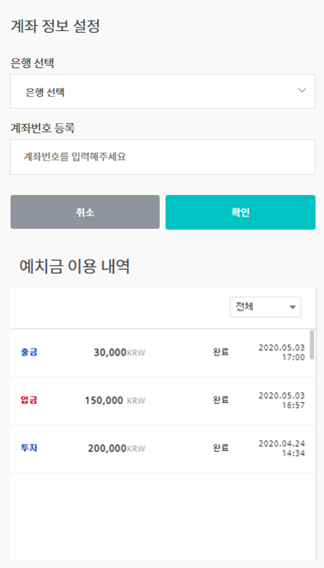 계좌 정보 설정
은행 선택
은행 선택
계좌번호 등록
계좌번호를 입력해주세요
취소 확인
예치금 이용 내역
전체
출금 30,000KRW 완료 2020.05.03
17:00
입금 150,000 KRW 완료 2020.05.03
16:57
투자 200,000KRW 완료 2020.04.24
14:34